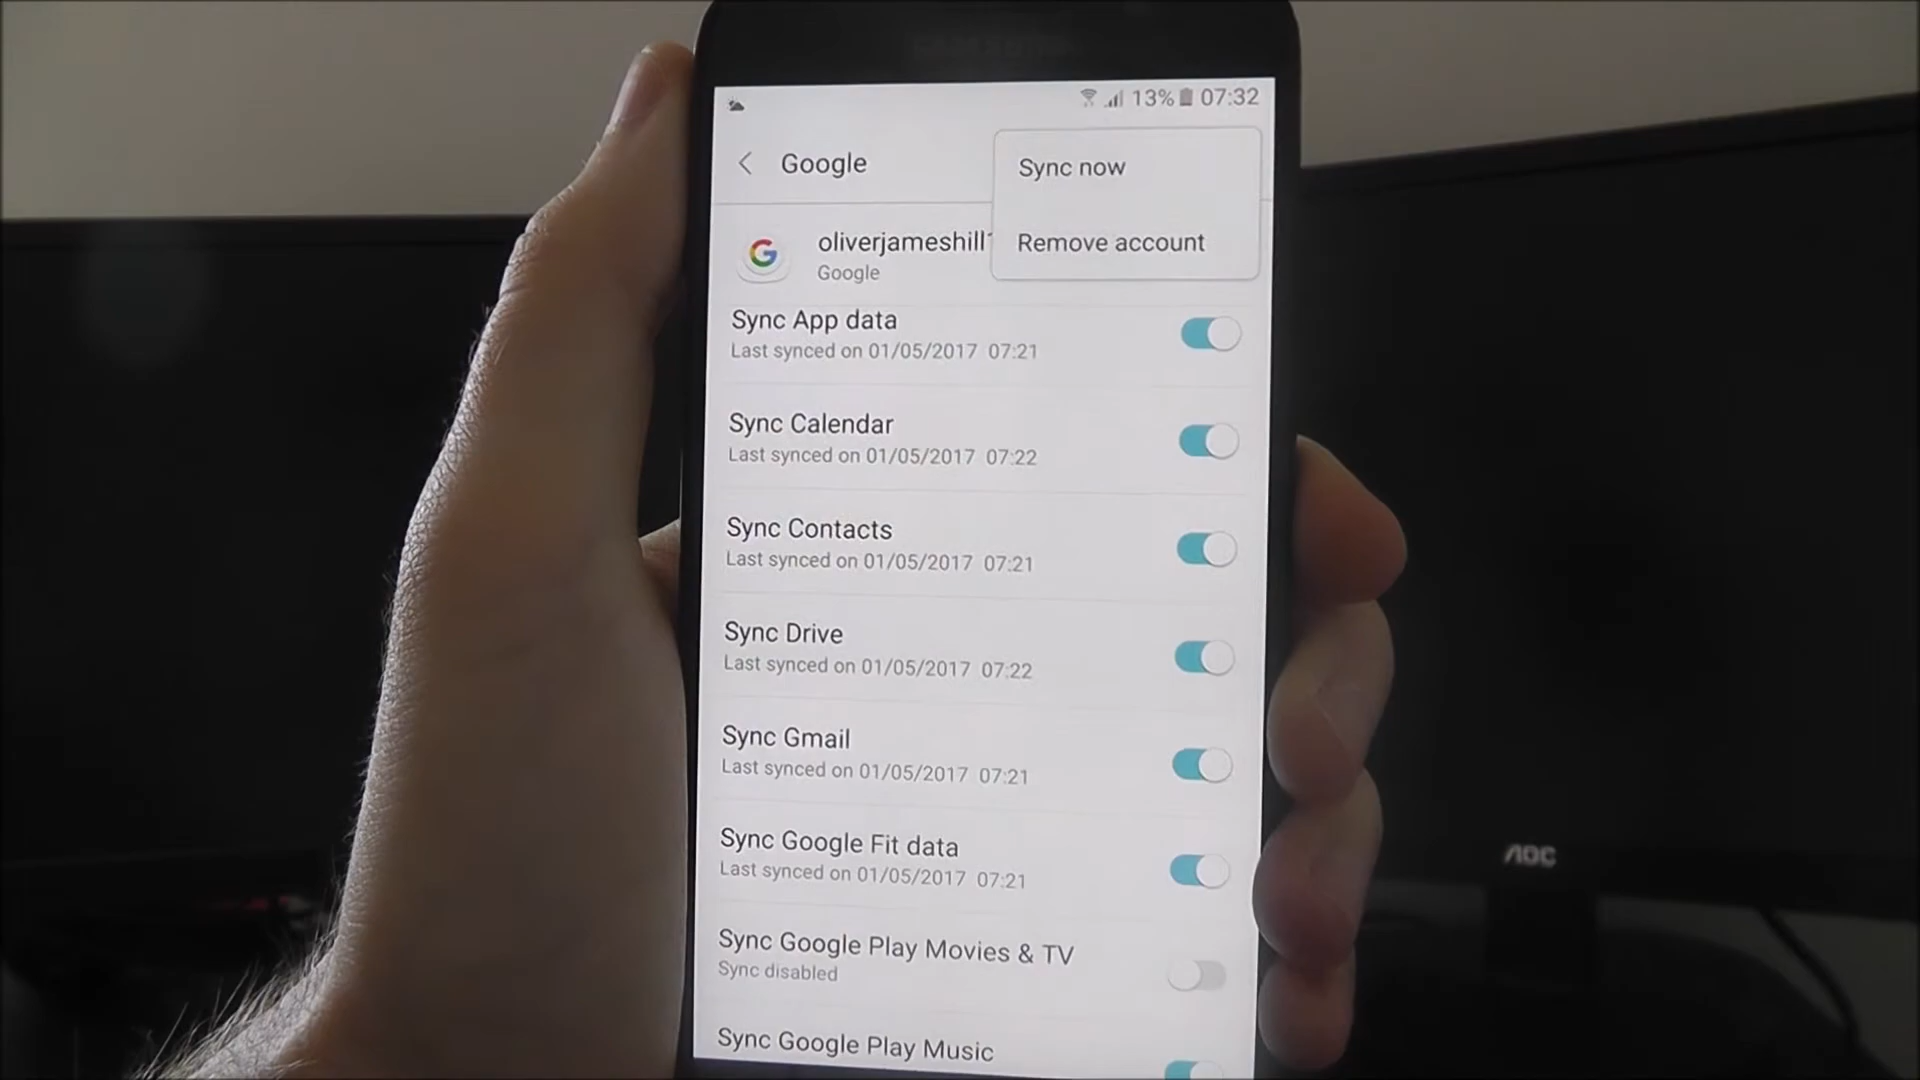 13% 07:32
Google
Sync now
Remove account
oliverjameshill
Google
Sync App data
Last synced on 01/05/2017 07:21
Sync Calendar
Last synced on 01/05/2017 07:22
Sync Contacts
Last synced on 01/05/2017 07:21
Sync Drive
Last synced on 01/05/2017 07:22
Sync Gmail
Last synced on 01/05/2017 07:21
Sync Google Fit data
Last synced on 01/05/2017 07:21
Sync Google Play Movies & TV
Sync disabled
Sync Google Play Music
AOC